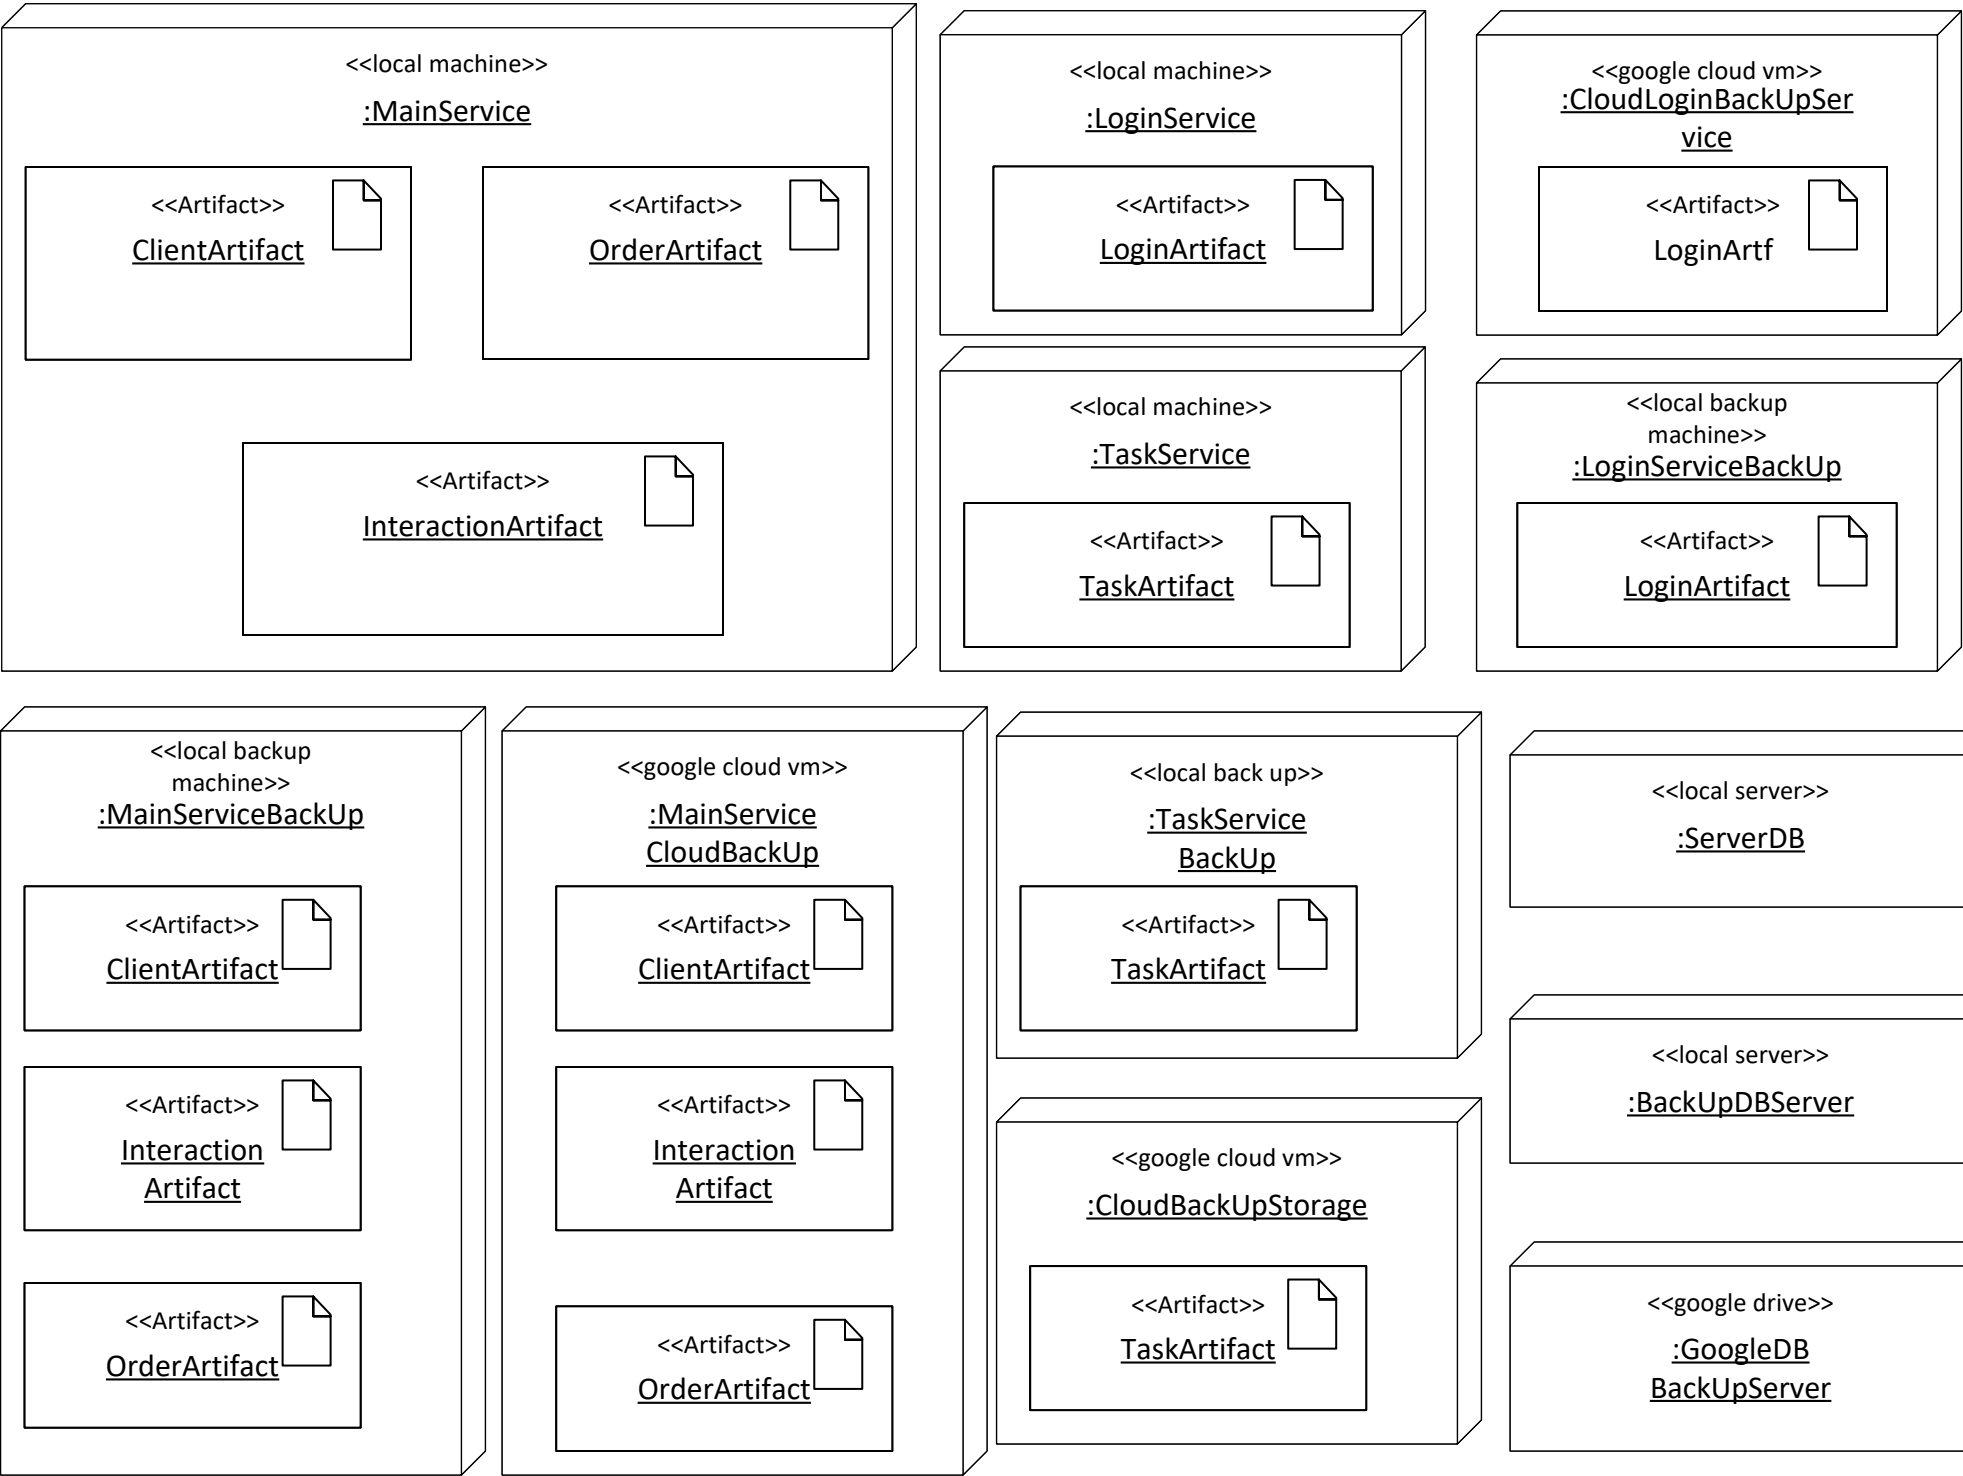 <<local machine>>
:MainService
<<Artifact>>
ClientArtifact
<<Artifact>>
OrderArtifact
<<Artifact>>
InteractionArtifact
<<local machine>>
:LoginService
<<Artifact>>
LoginArtifact
<<google cloud vm>>
:CloudLoginBackUpSer
vice
<<Artifact>>
LoginArtf
<<local machine>>
:TaskService
<<Artifact>>
TaskArtifact
<<local backup
machine>>
:LoginServiceBackUp
<<Artifact>>
LoginArtifact
<<local backup
machine>>
:MainServiceBackUp
<<Artifact>>
ClientArtifact
<<Artifact>>
Interaction
Artifact
<<Artifact>>
OrderArtifact
<<google cloud vm>>
:MainService
CloudBackUp
<<Artifact>>
ClientArtifact
<<Artifact>>
Interaction
Artifact
<<Artifact>>
OrderArtifact
<<local back up>>
:TaskService
BackUp
<<Artifact>>
TaskArtifact
<<google cloud vm>>
:CloudBackUpStorage
<<Artifact>>
TaskArtifact
<<local server>>
:ServerDB
<<local server>>
:BackUpDBServer
<<google drive>>
:GoogleDB
BackUpServer